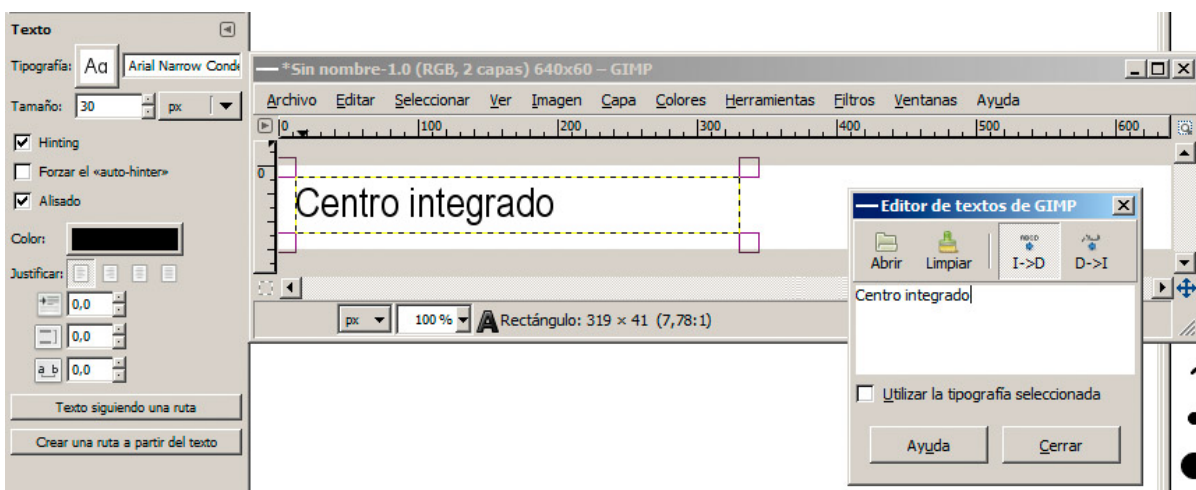 Texto
Tipografía: Aa Arial Narrow Conde
Tamaño: 30 px
Hinting
Forzar el «auto-hinter»
Alisado
Color:
Justificar:
0,0
0,0
a b 0,0
Texto siguiendo una ruta
Crear una ruta a partir del texto
*Sin nombre-1.0 (RGB, 2 capas) 640x60 – GIMP
Archivo Editar Seleccionar Ver Imagen Capa Colores Herramientas Filtros Ventanas Ayuda
0 100 200 300 400 500 600
0
Centro integrado
px 100 % Rectángulo: 319 × 41 (7,78:1)
Editor de textos de GIMP
Abrir Limpiar I->D D->I
Centro integrado
Utilizar la tipografía seleccionada
Ayuda Cerrar